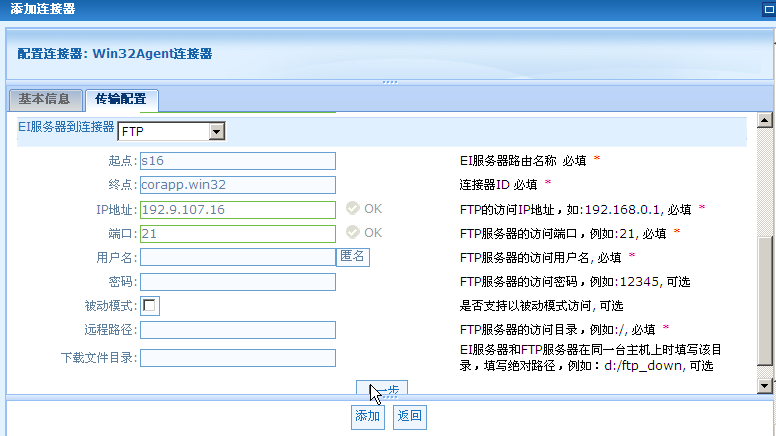 添加连接器
配置连接器: Win32Agent连接器
基本信息 传输配置
EI服务器到连接器 FTP
起点: s16 EI服务器路由名称 必填 *
终点: corapp.win32 连接器ID 必填 *
IP地址: 192.9.107.16 OK FTP的访问IP地址，如:192.168.0.1, 必填 *
端口: 21 OK FTP服务器的访问端口，例如:21, 必填 *
用户名: 匿名 FTP服务器的访问用户名, 必填 *
密码: FTP服务器的访问密码，例如:12345, 可选
被动模式: 是否支持以被动模式访问, 可选
远程路径: FTP服务器的访问目录，例如:/, 必填 *
下载文件目录: EI服务器和FTP服务器在同一台主机上时填写该目
录，填写绝对路径，例如：d:/ftp_down, 可选
一步
添加 返回